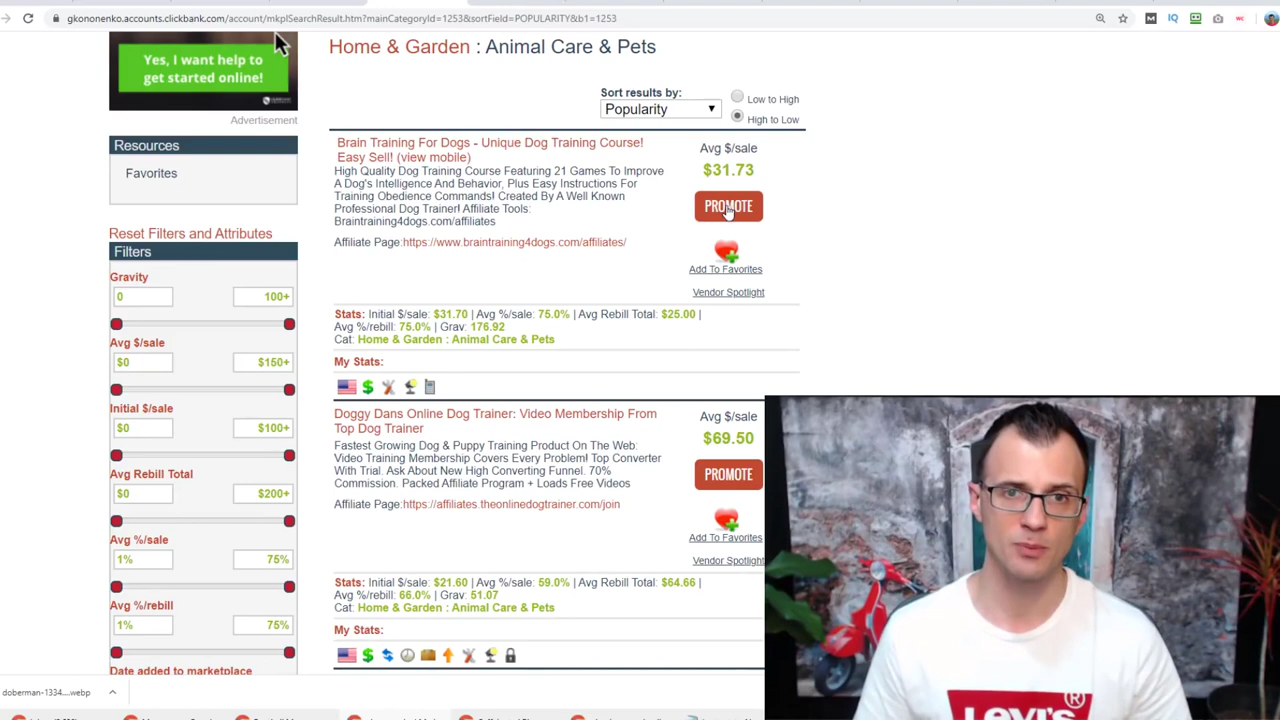 gkononenko.accounts.clickbank.com/account/mkplSearchResult.htm?mainCategoryId=1253&sortField=POPULARITY&b1=1253
Yes, I want help to
get started online!
Advertisement
Resources
Favorites
Reset Filters and Attributes
Filters
Gravity
0 100+
Avg $/sale
$0 $150+
Initial $/sale
$0 $100+
Avg Rebill Total
$0 $200+
Avg %/sale
1% 75%
Avg %/rebill
1% 75%
Date added to marketplace
Home & Garden : Animal Care & Pets
Sort results by:
Popularity
Low to High
High to Low
Brain Training For Dogs - Unique Dog Training Course!
Easy Sell! (view mobile)
High Quality Dog Training Course Featuring 21 Games To Improve
A Dog's Intelligence And Behavior, Plus Easy Instructions For
Training Obedience Commands! Created By A Well Known
Professional Dog Trainer! Affiliate Tools:
Braintraining4dogs.com/affiliates
Affiliate Page:https://www.braintraining4dogs.com/affiliates/
Avg $/sale
$31.73
PROMOTE
Add To Favorites
Vendor Spotlight
Stats: Initial $/sale: $31.70 | Avg %/sale: 75.0% | Avg Rebill Total: $25.00 |
Avg %/rebill: 75.0% | Grav: 176.92
Cat: Home & Garden : Animal Care & Pets
My Stats:
Doggy Dans Online Dog Trainer: Video Membership From
Top Dog Trainer
Fastest Growing Dog & Puppy Training Product On The Web:
Video Training Membership Covers Every Problem! Top Converter
With Trial. Ask About New High Converting Funnel. 70%
Commission. Packed Affiliate Program + Loads Free Videos
Affiliate Page:https://affiliates.theonlinedogtrainer.com/join
Avg $/sale
$69.50
PROMOTE
Add To Favorites
Vendor Spotlight
Stats: Initial $/sale: $21.60 | Avg %/sale: 59.0% | Avg Rebill Total: $64.66 |
Avg %/rebill: 66.0% | Grav: 51.07
Cat: Home & Garden : Animal Care & Pets
My Stats:
doberman-1334....webp
Levi's
®